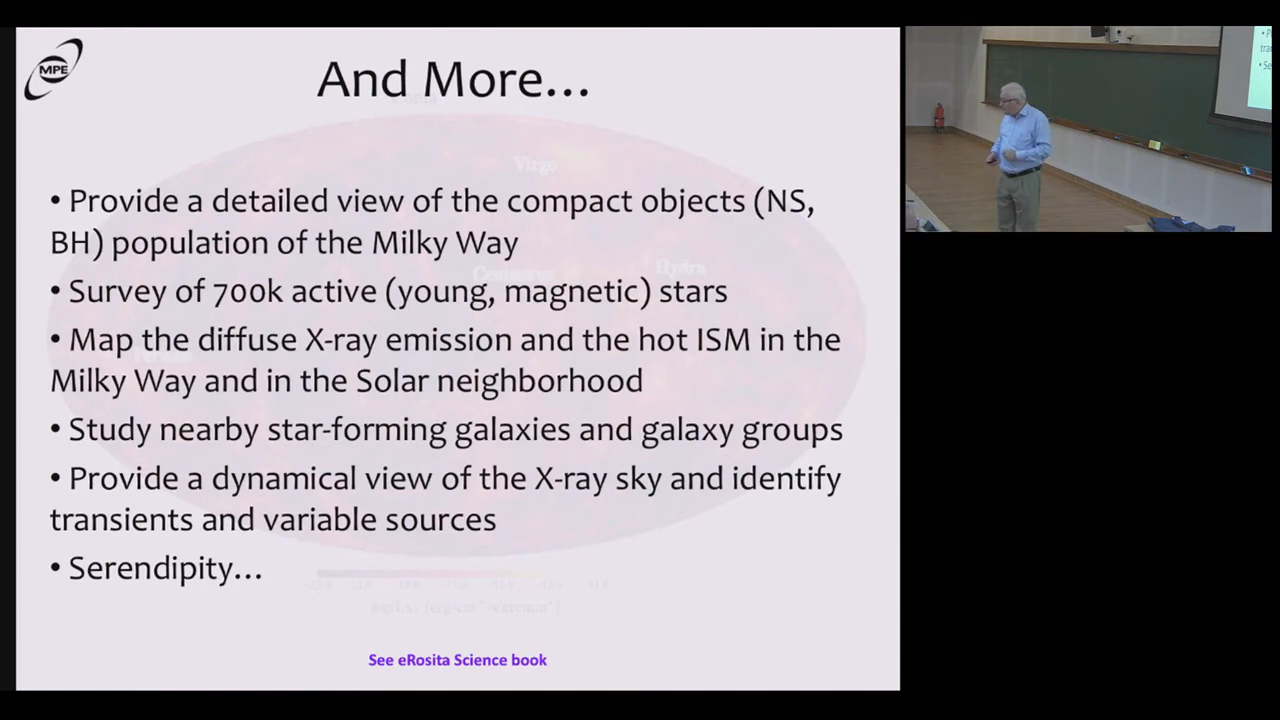 MPE
And More...
• Provide a detailed view of the compact objects (NS,
BH) population of the Milky Way
• Survey of 700k active (young, magnetic) stars
• Map the diffuse X-ray emission and the hot ISM in the
Milky Way and in the Solar neighborhood
• Study nearby star-forming galaxies and galaxy groups
• Provide a dynamical view of the X-ray sky and identify
transients and variable sources
• Serendipity...
See eRosita Science book
Virgo
Hydra